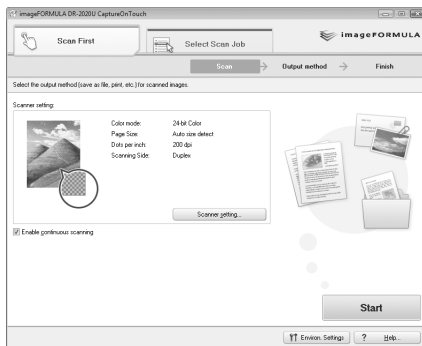 imageFORMULA DR-2020U CaptureOnTouch
Scan First
Select Scan Job
imageFORMULA
Scan
Output method
Finish
Select the output method (save as file, print, etc.) for scanned images.
Scanner setting:
Color mode: 24-bit Color
Page Size: Auto size detect
Dots per inch: 200 dpi
Scanning Side: Duplex
Scanner setting...
Enable continuous scanning
Start
Environ. Settings
? Help...